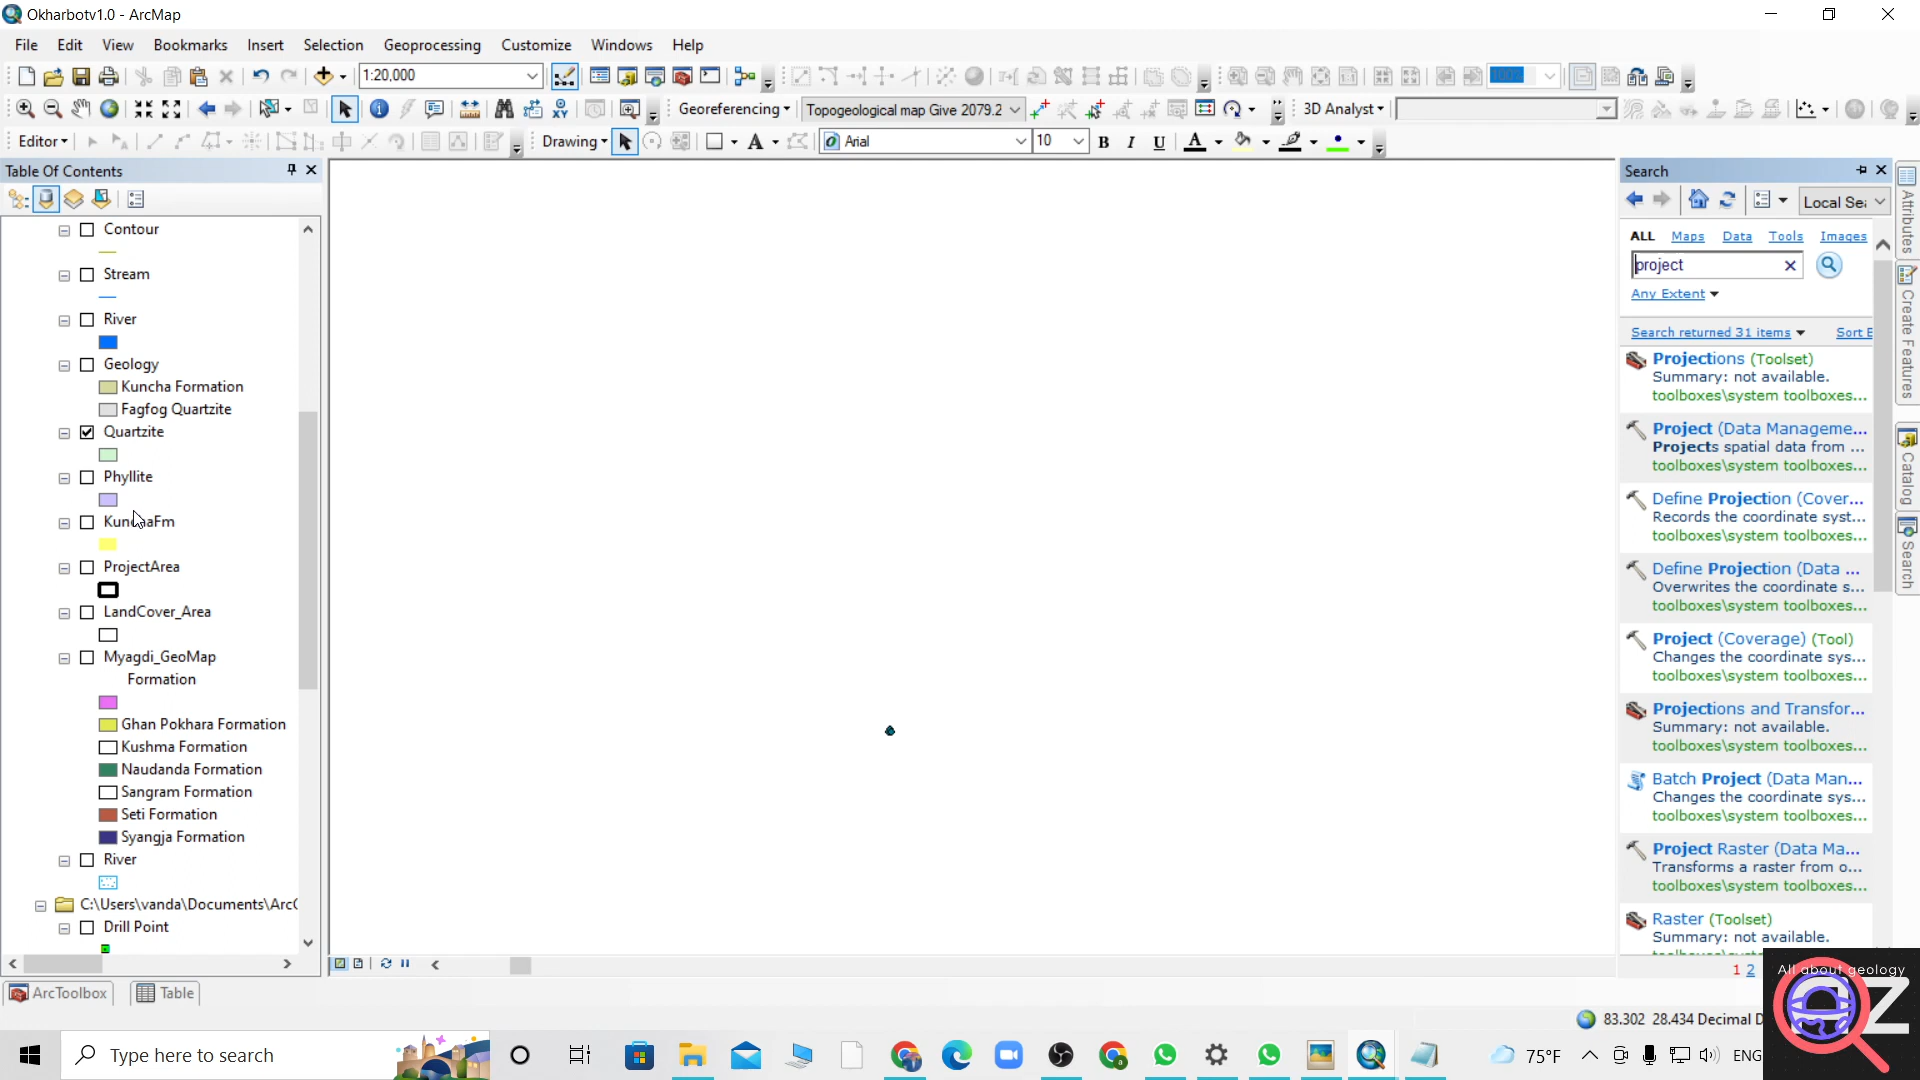 Okharbotv1.0 - ArcMap
File Edit View Bookmarks Insert Selection Geoprocessing Customize Windows Help
1:20,000
Georeferencing Topogeological map Give 2079.2 3D Analyst
Editor Drawing Arial 10 B I U A
Table Of Contents
Contour
Stream
River
Geology
Kuncha Formation
Fagfog Quartzite
Quartzite
Phyllite
KunchaFm
ProjectArea
LandCover_Area
Myagdi_GeoMap
Formation
Ghan Pokhara Formation
Kushma Formation
Naudanda Formation
Sangram Formation
Seti Formation
Syangja Formation
River
C:\Users\vanda\Documents\Arc
Drill Point
ArcToolbox Table
Search
Local Sea
ALL Maps Data Tools Images
project
Any Extent
Search returned 31 items Sort B
Projections (Toolset)
Summary: not available.
toolboxes\system toolboxes...
Project (Data Manageme...
Projects spatial data from ...
toolboxes\system toolboxes...
Define Projection (Cover...
Records the coordinate syst...
toolboxes\system toolboxes...
Define Projection (Data ...
Overwrites the coordinate s...
toolboxes\system toolboxes...
Project (Coverage) (Tool)
Changes the coordinate sys...
toolboxes\system toolboxes...
Projections and Transfor...
Summary: not available.
toolboxes\system toolboxes...
Batch Project (Data Man...
Changes the coordinate sys...
toolboxes\system toolboxes...
Project Raster (Data Ma...
Transforms a raster from o...
toolboxes\system toolboxes...
Raster (Toolset)
Summary: not available.
1 2
Attributes
Create Features
Catalog
Search
All about geology
83.302 28.434 Decimal D
Type here to search
75°F ENG